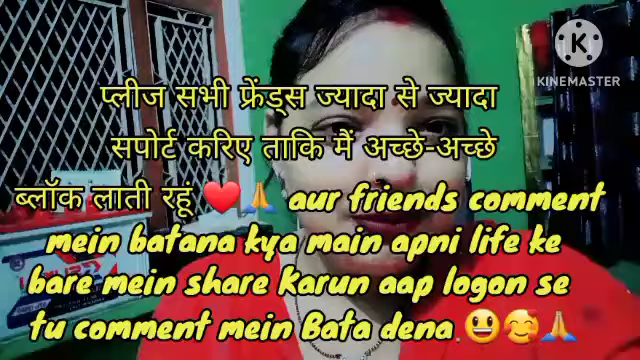 KINEMASTER
प्लीज सभी फ्रेंड्स ज्यादा से ज्यादा
सपोर्ट करिए ताकि मैं अच्छे-अच्छे
ब्लॉक लाती रहूं ❤️🙏 aur friends comment
mein batana kya main apni life ke
bare mein share Karun aap logon se
tu comment mein Bata dena 😃🥰🙏